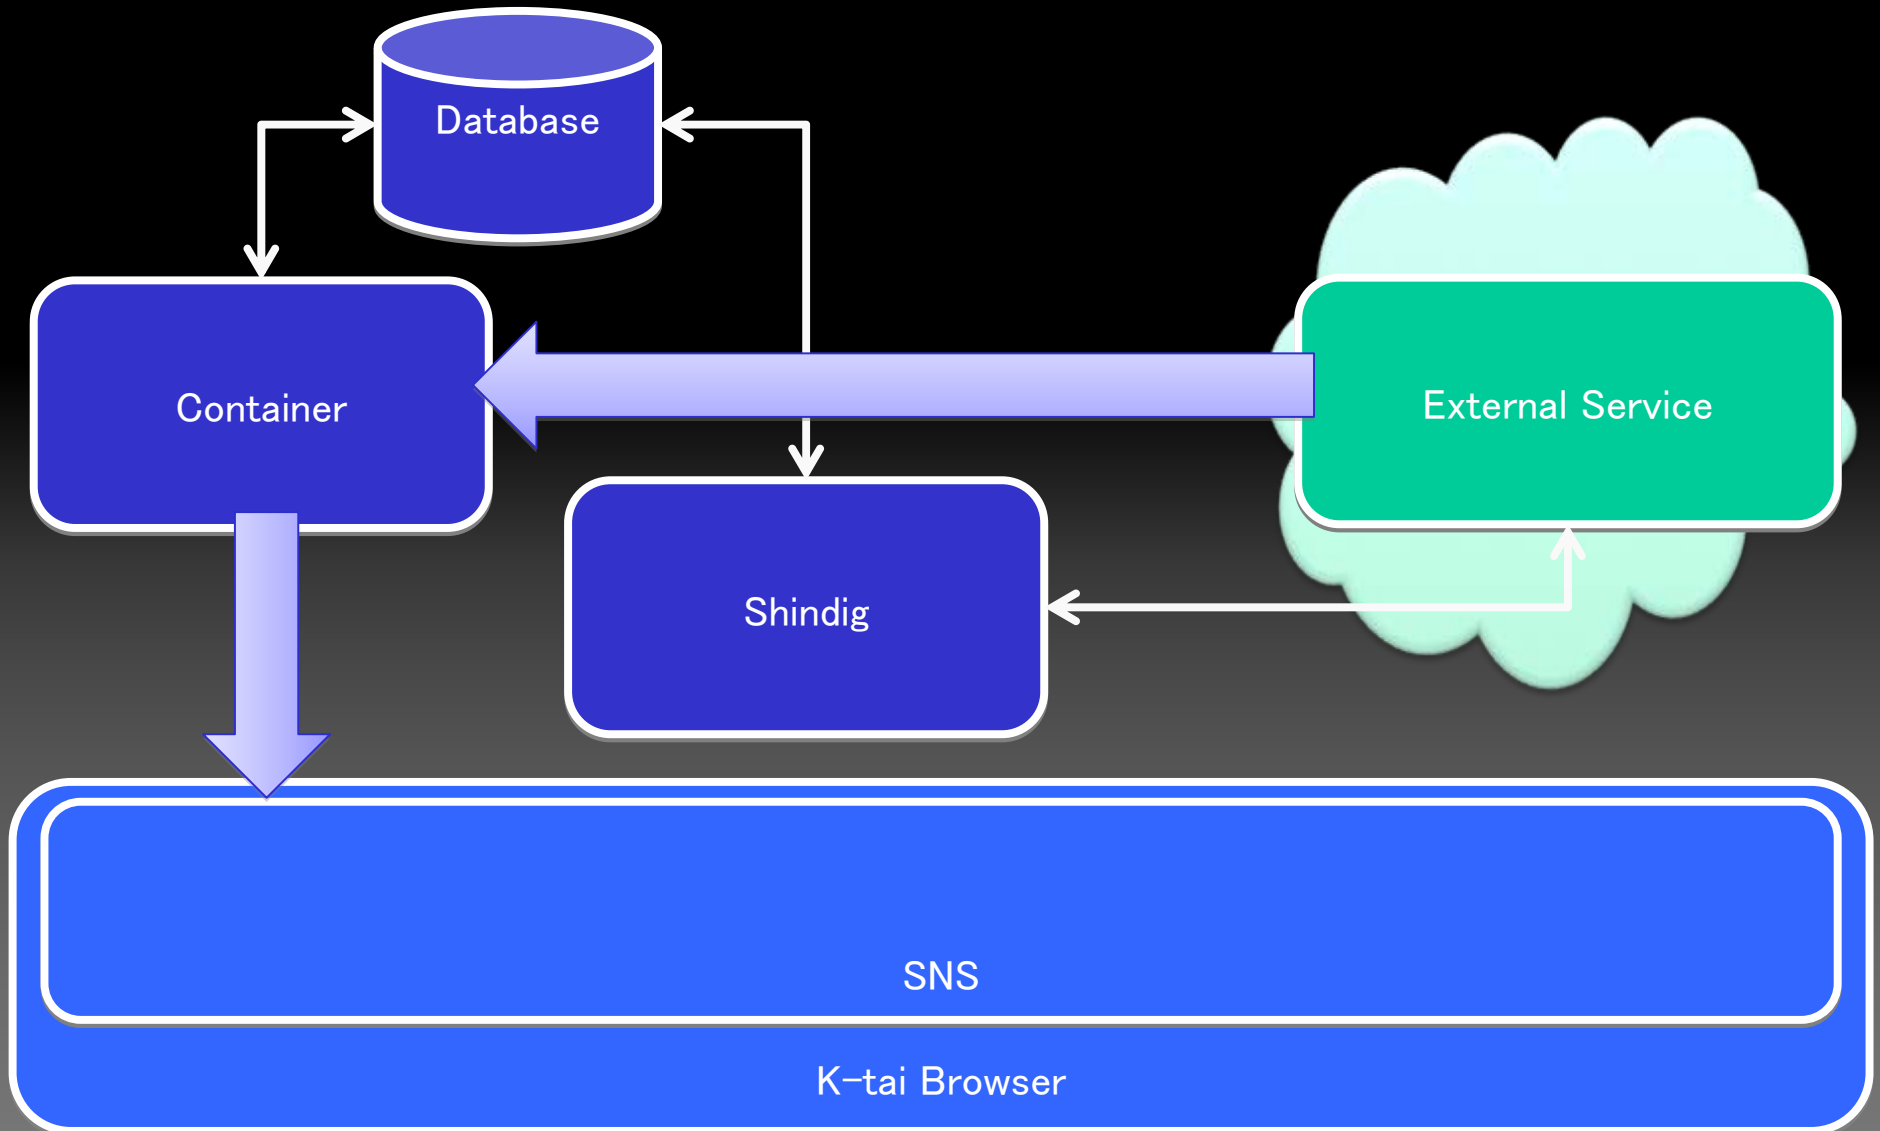 Database
Container
External Service
Shindig
SNS
K-tai Browser